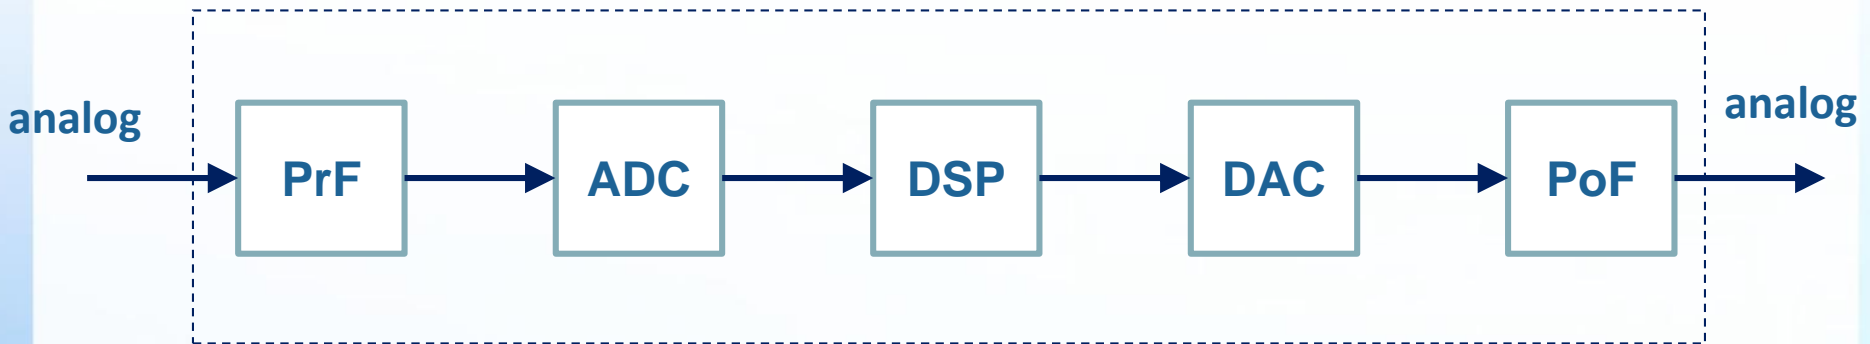 analog
PrF
ADC
DSP
DAC
PoF
analog